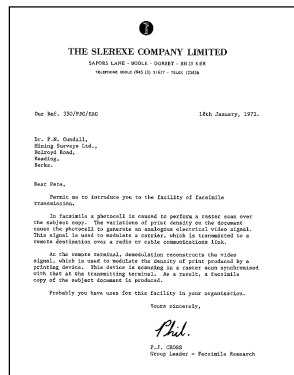 THE SLEREXE COMPANY LIMITED
SAPORS LANE - BOOLE - DORSET - BH 25 8 ER
TELEPHONE BOOLE (945 13) 51617 - TELEX 123456
Our Ref. 350/PJC/EAC
18th January, 1972.
Dr. P.N. Cundall,
Mining Surveys Ltd.,
Holroyd Road,
Reading,
Berks.
Dear Pete,
Permit me to introduce you to the facility of facsimile
transmission.
In facsimile a photocell is caused to perform a raster scan over
the subject copy. The variations of print density on the document
cause the photocell to generate an analogous electrical video signal.
This signal is used to modulate a carrier, which is transmitted to a
remote destination over a radio or cable communications link.
At the remote terminal, demodulation reconstructs the video
signal, which is used to modulate the density of print produced by a
printing device. This device is scanning in a raster scan synchronised
with that at the transmitting terminal. As a result, a facsimile
copy of the subject document is produced.
Probably you have uses for this facility in your organisation.
Yours sincerely,
Phil.
P.J. CROSS
Group Leader - Facsimile Research